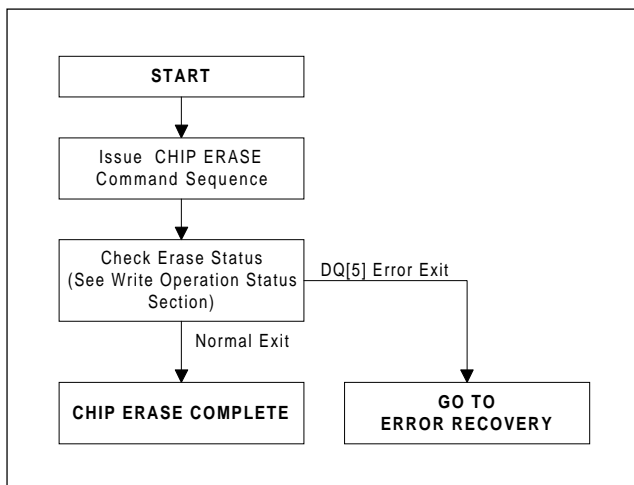 START
Issue CHIP ERASE
Command Sequence
Check Erase Status
(See Write Operation Status
Section)
DQ[5] Error Exit
Normal Exit
CHIP ERASE COMPLETE
GO TO
ERROR RECOVERY